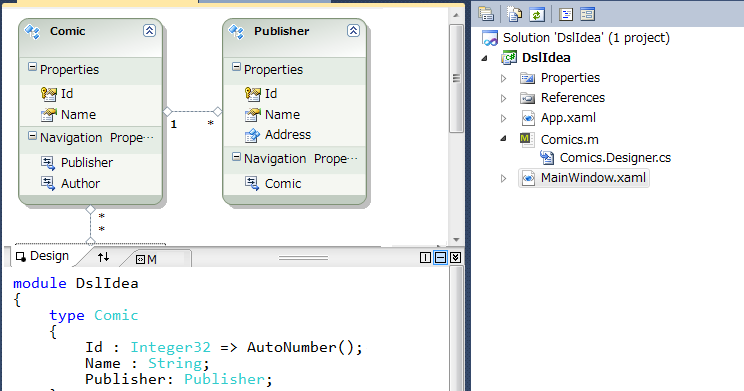 Comic
Properties
Id
Name
Navigation Prope...
Publisher
Author
1
*
Publisher
Properties
Id
Name
Address
Navigation Prope...
Comic
*
*
Design
M
module DslIdea
{
type Comic
{
Id : Integer32 => AutoNumber();
Name : String;
Publisher: Publisher;
Solution 'DslIdea' (1 project)
DslIdea
Properties
References
App.xaml
Comics.m
Comics.Designer.cs
MainWindow.xaml